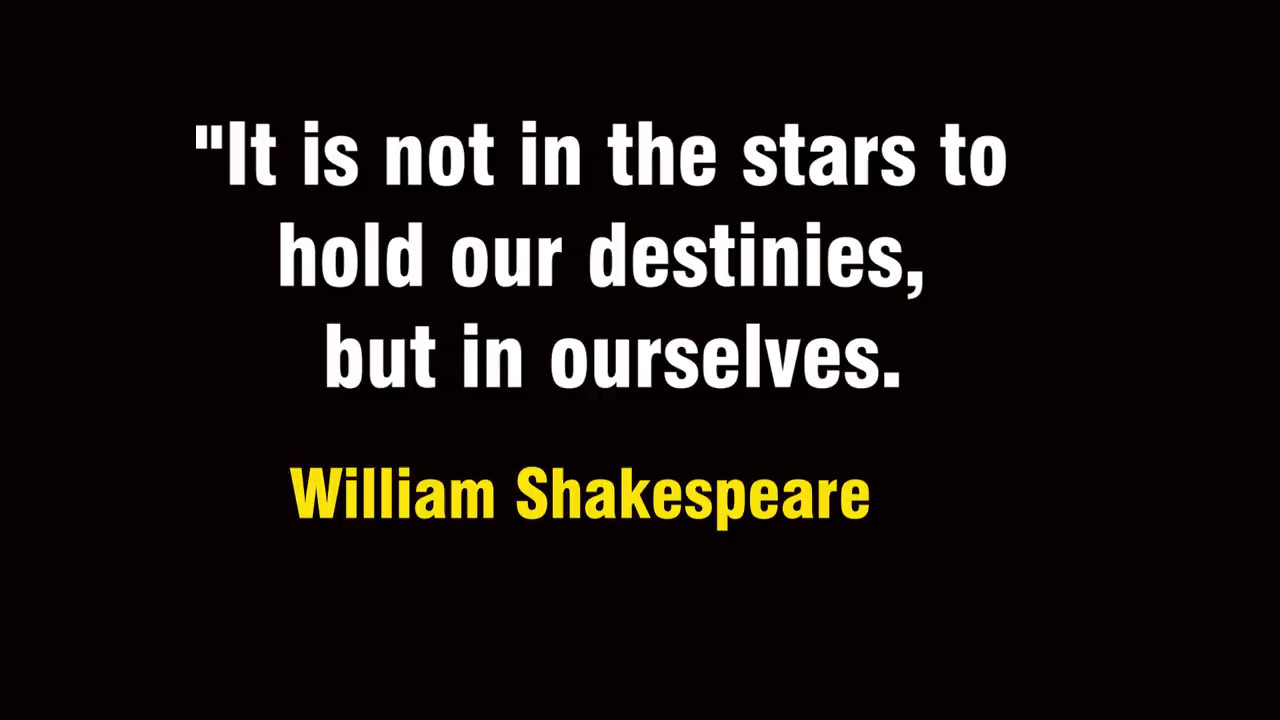 "It is not in the stars to
hold our destinies,
but in ourselves.
William Shakespeare